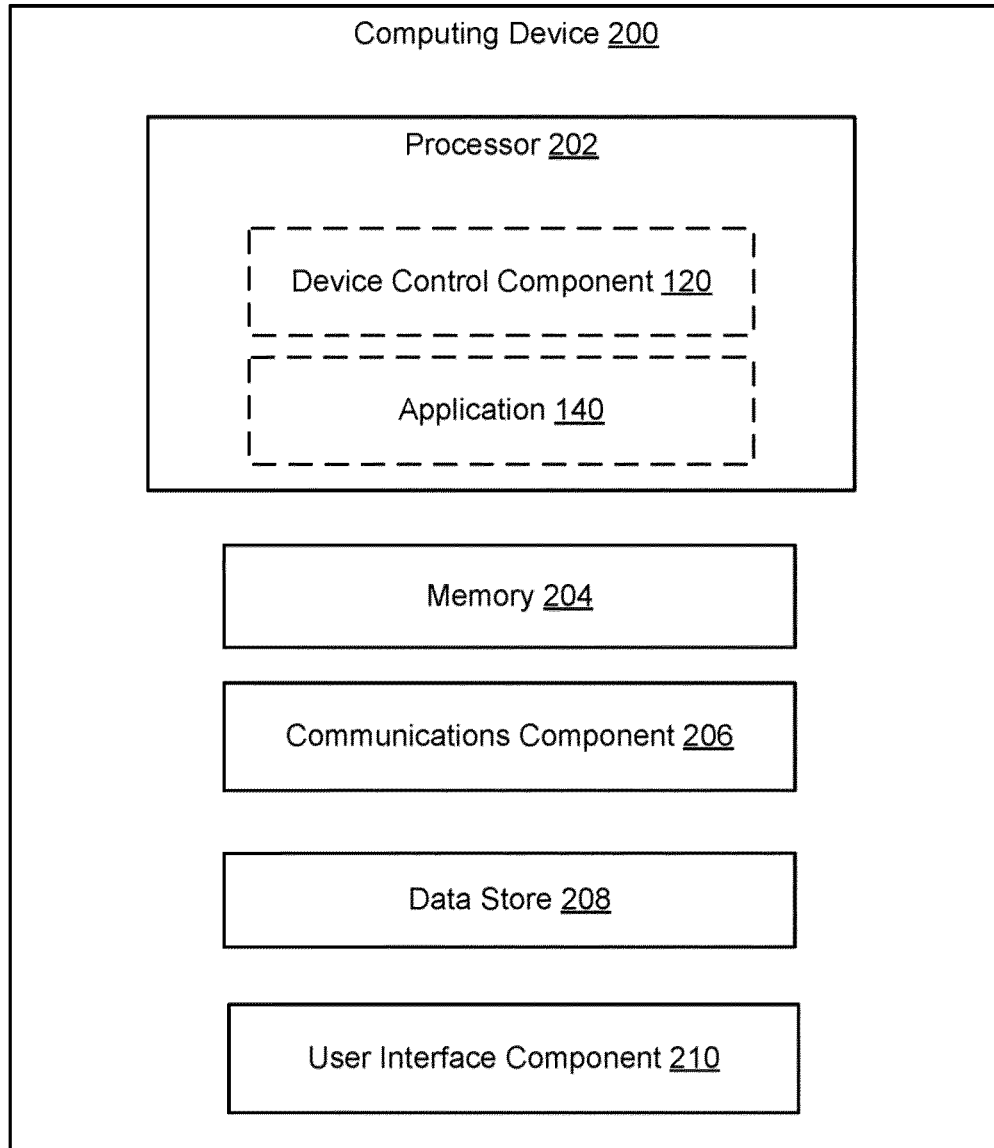 Computing Device 200
Processor 202
Device Control Component 120
Application 140
Memory 204
Communications Component 206
Data Store 208
User Interface Component 210